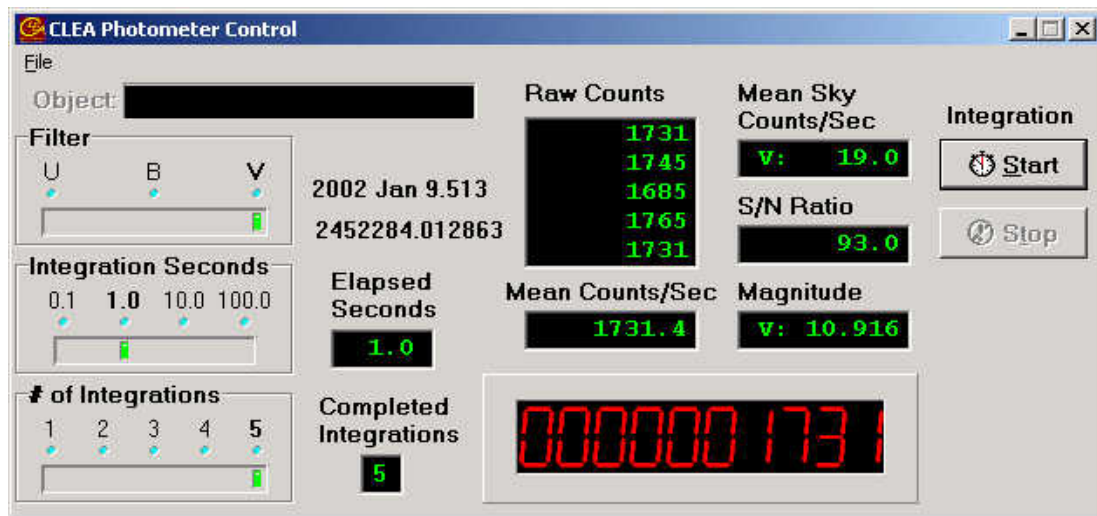 CLEA Photometer Control
File
Object:
Filter
U B V
2002 Jan 9.513
2452284.012863
Integration Seconds
0.1 1.0 10.0 100.0
Elapsed
Seconds
1.0
# of Integrations
1 2 3 4 5
Completed
Integrations
5
Raw Counts
1731
1745
1685
1765
1731
Mean Counts/Sec
1731.4
Mean Sky
Counts/Sec
V: 19.0
S/N Ratio
93.0
Magnitude
V: 10.916
0000001731
Integration
Start
Stop